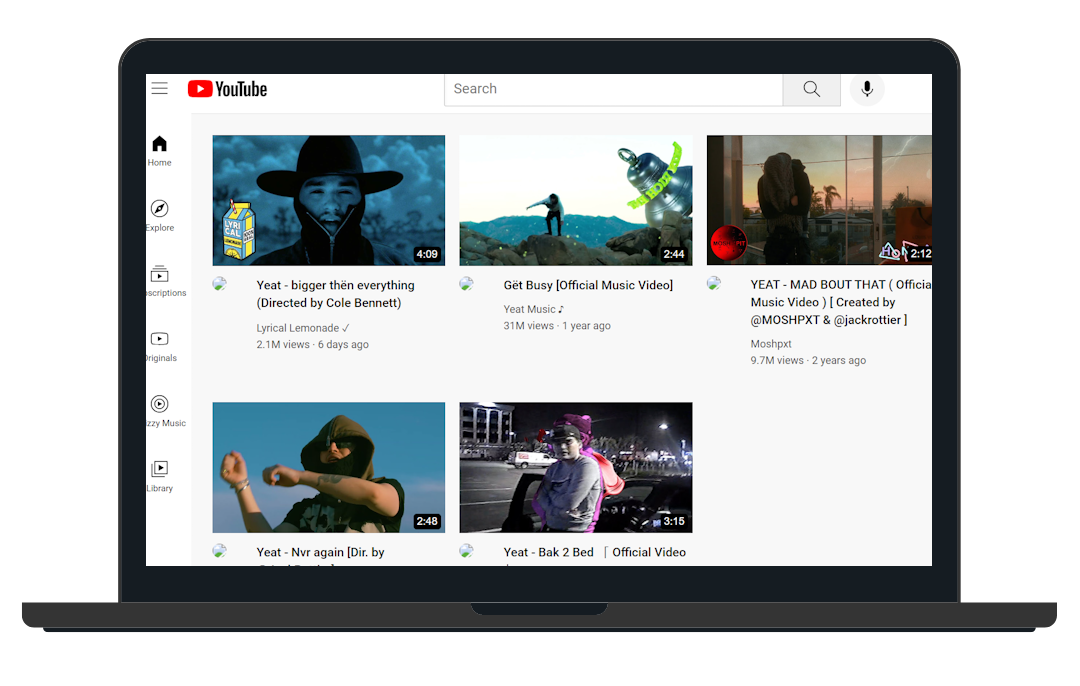 YouTube
Search
Home
Explore
scriptions
Originals
izzy Music
Library
LYRI
CAL
LEMONADE
4:09
2:44
MOSHPXT
2:12
Yeat - bigger thën everything
(Directed by Cole Bennett)
Lyrical Lemonade ✓
2.1M views · 6 days ago
Gët Busy [Official Music Video]
Yeat Music ♪
31M views · 1 year ago
YEAT - MAD BOUT THAT ( Officia
Music Video ) [ Created by
@MOSHPXT & @jackrottier ]
Moshpxt
9.7M views · 2 years ago
2:48
3:15
Yeat - Nvr again [Dir. by
Yeat - Bak 2 Bed ｢ Official Video